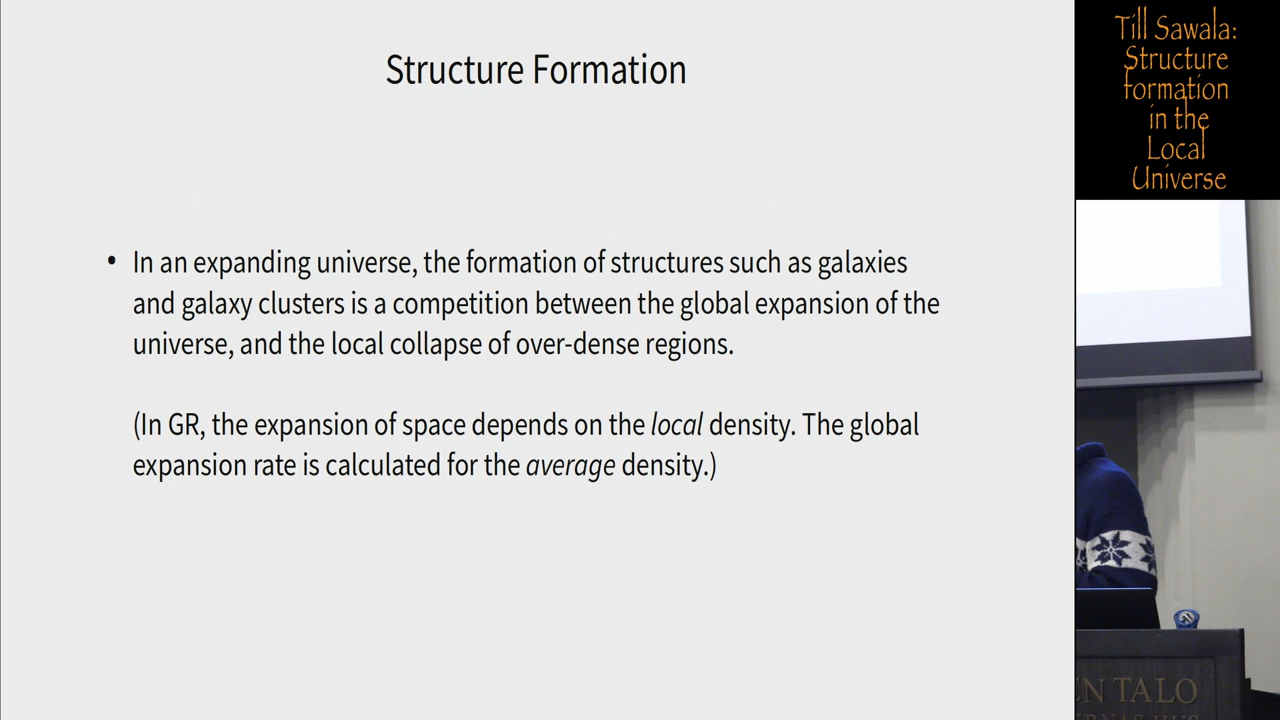 Structure Formation
• In an expanding universe, the formation of structures such as galaxies
and galaxy clusters is a competition between the global expansion of the
universe, and the local collapse of over-dense regions.
(In GR, the expansion of space depends on the local density. The global
expansion rate is calculated for the average density.)
Till Sawala:
Structure
formation
in the
Local
Universe
EN TALO